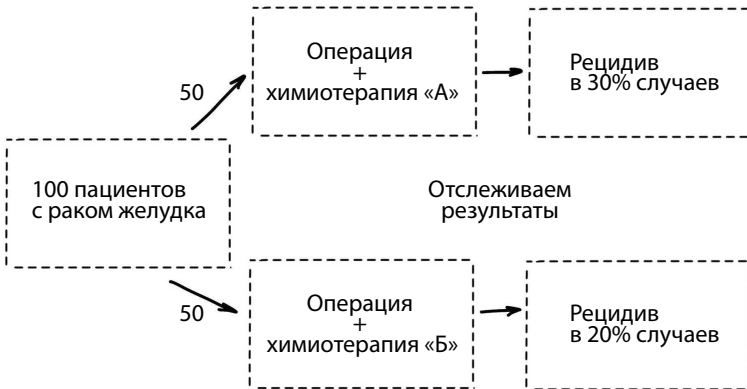 Операция
+
химиотерапия «А»
Рецидив
в 30% случаев
50
100 пациентов
с раком желудка
Отслеживаем
результаты
50
Операция
+
химиотерапия «Б»
Рецидив
в 20% случаев